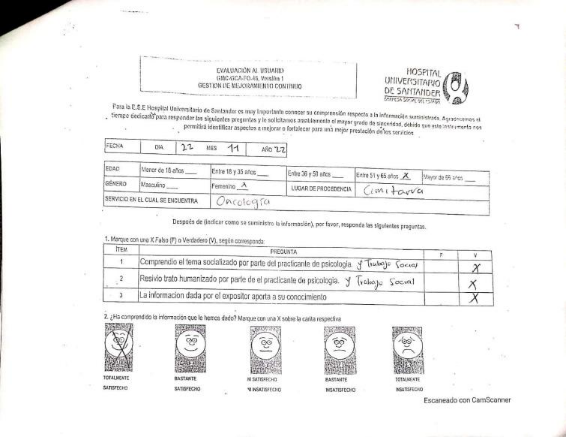 EVALUACIÓN AL USUARIO
GESTIÓN DE MEJORAMIENTO CONTINUO
HOSPITAL
UNIVERSITARIO
DE SANTANDER
Para la E.S.E Hospital Universitario de Santander es muy importante conocer su comprensión respecto a la información suministrada. Agradecemos el
tiempo dedicado para responder las siguientes preguntas y le solicitamos el mayor grado de sinceridad, debido que este instrumento nos
permitirá identificar aspectos a mejorar o fortalecer para una mejor prestación de los servicios
FECHA DIA 22 MES 11 AÑO 22
EDAD Menor de 18 años ___ Entre 18 y 35 años ___ Entre 36 y 50 años ___ Entre 51 y 65 años X Mayor de 65 años ___
GÉNERO Masculino ___ Femenino X LUGAR DE PROCEDENCIA Cimitarra
SERVICIO EN EL CUAL SE ENCUENTRA Oncología
Después de (indicar como se suministro la información), por favor, responda las siguientes preguntas.
1. Marque con una X Falso (F) o Verdadero (V), según corresponda:
ÍTEM PREGUNTA F V
1 Comprendio el tema socializado por parte del practicante de psicologia. y Trabajo Social X
2 Resivio trato humanizado por parte de el practicante de psicologia. y Trabajo Social X
3 La informacion dada por el expositor aporta a su conocimiento X
2. ¿Ha comprendido la información que le hemos dado? Marque con una X sobre la carita respectiva
TOTALMENTE BASTANTE NI SATISFECHO BASTANTE TOTALMENTE
SATISFECHO SATISFECHO NI INSATISFECHO INSATISFECHO INSATISFECHO
Escaneado con CamScanner